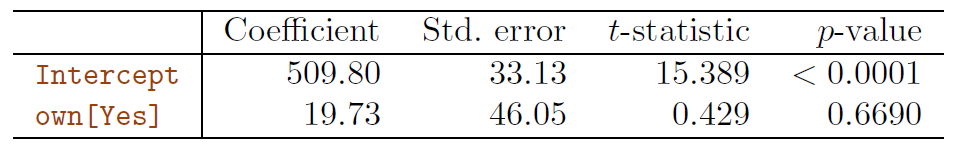 Coefficient Std. error t-statistic p-value
Intercept 509.80 33.13 15.389 < 0.0001
own[Yes] 19.73 46.05 0.429 0.6690